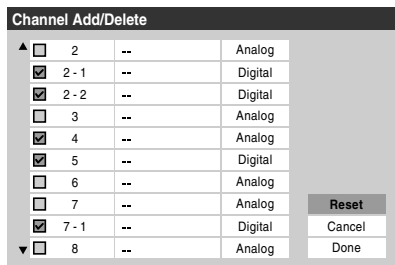 Channel Add/Delete
2 -- Analog
2 - 1 -- Digital
2 - 2 -- Digital
3 -- Analog
4 -- Analog
5 -- Digital
6 -- Analog
7 -- Analog
7 - 1 -- Digital
8 -- Analog
Reset
Cancel
Done